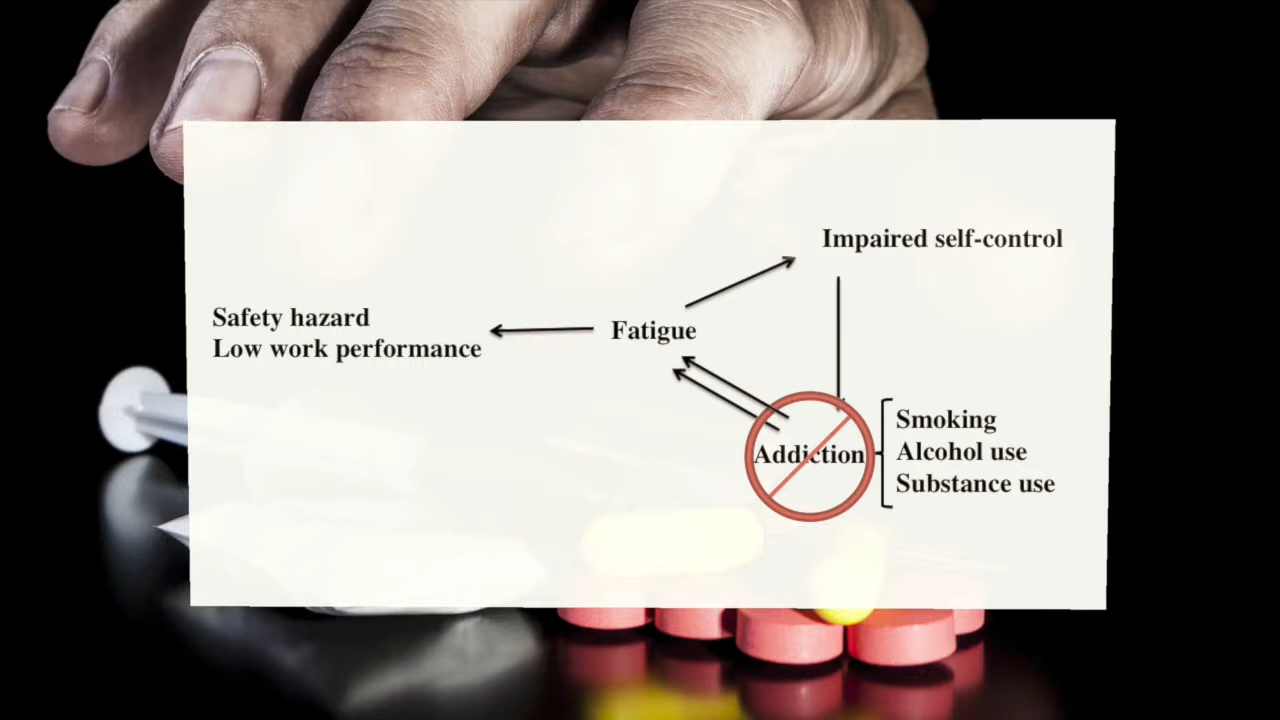 Impaired self-control
Safety hazard
Low work performance
Fatigue
Addiction
Smoking
Alcohol use
Substance use